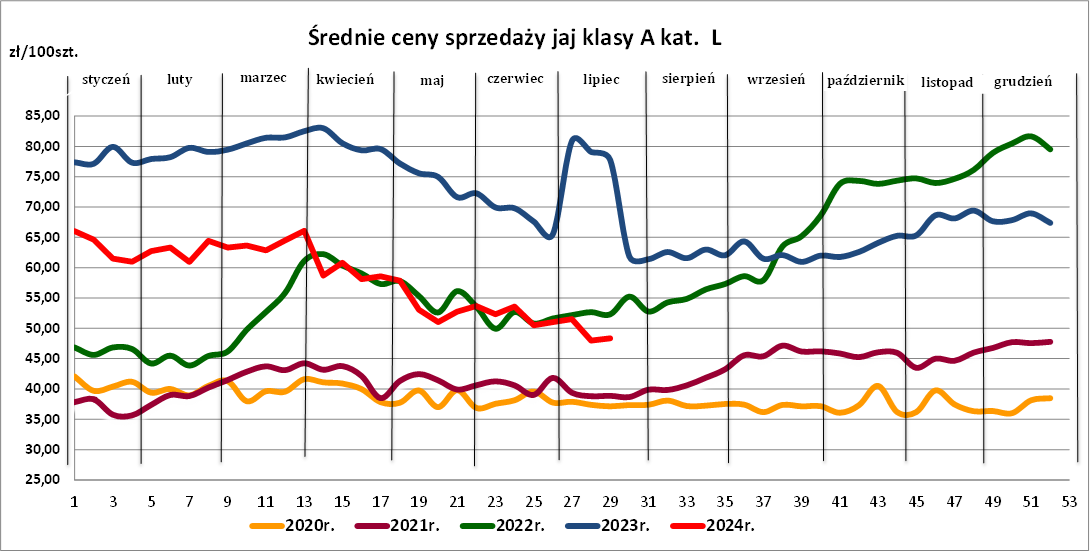 Średnie ceny sprzedaży jaj klasy A kat. L
zł/100szt.
styczeń luty marzec kwiecień maj czerwiec lipiec sierpień wrzesień październik listopad grudzień
85,00
80,00
75,00
70,00
65,00
60,00
55,00
50,00
45,00
40,00
35,00
30,00
25,00
1 3 5 7 9 11 13 15 17 19 21 23 25 27 29 31 33 35 37 39 41 43 45 47 49 51 53
2020r. 2021r. 2022r. 2023r. 2024r.